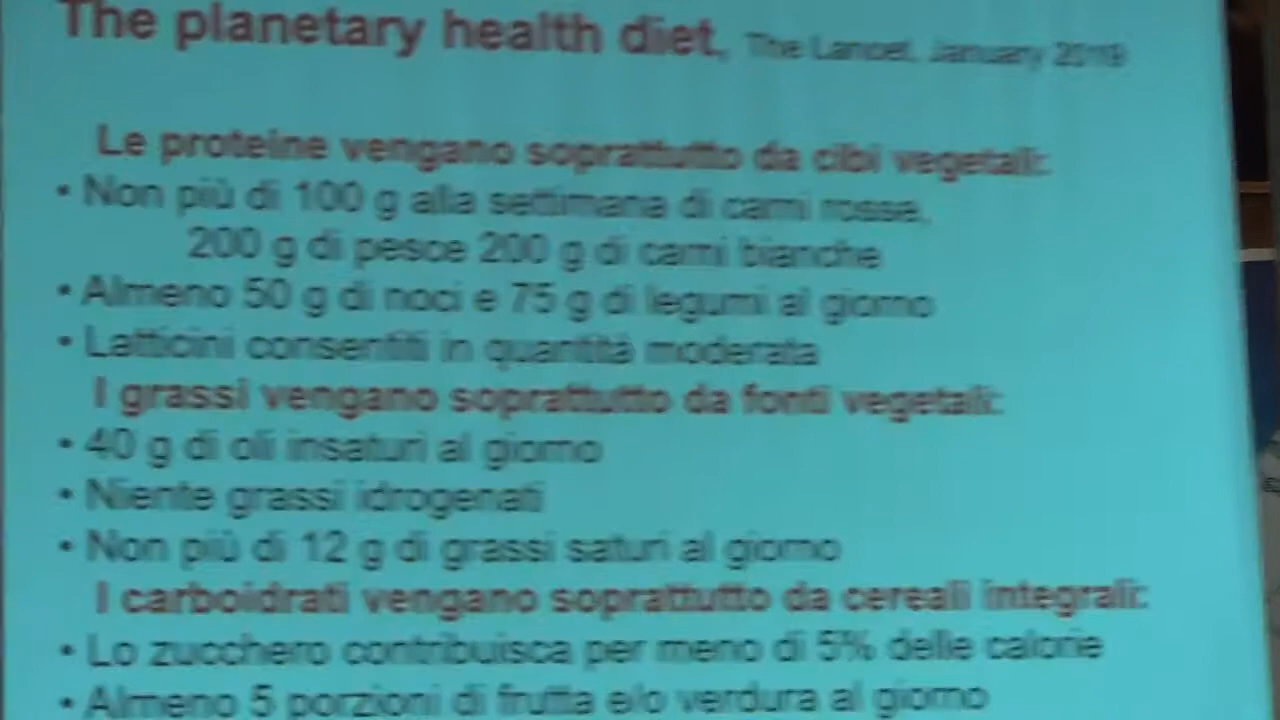 The planetary health diet, The Lancet, January 2019
Le proteine vengano soprattutto da cibi vegetali:
• Non più di 100 g alla settimana di carni rosse,
200 g di pesce 200 g di carni bianche
• Almeno 50 g di noci e 75 g di legumi al giorno
• Latticini consentiti in quantità moderata
I grassi vengano soprattutto da fonti vegetali:
• 40 g di oli insaturi al giorno
• Niente grassi idrogenati
• Non più di 12 g di grassi saturi al giorno
I carboidrati vengano soprattutto da cereali integrali:
• Lo zucchero contribuisca per meno di 5% delle calorie
• Almeno 5 porzioni di frutta e/o verdura al giorno